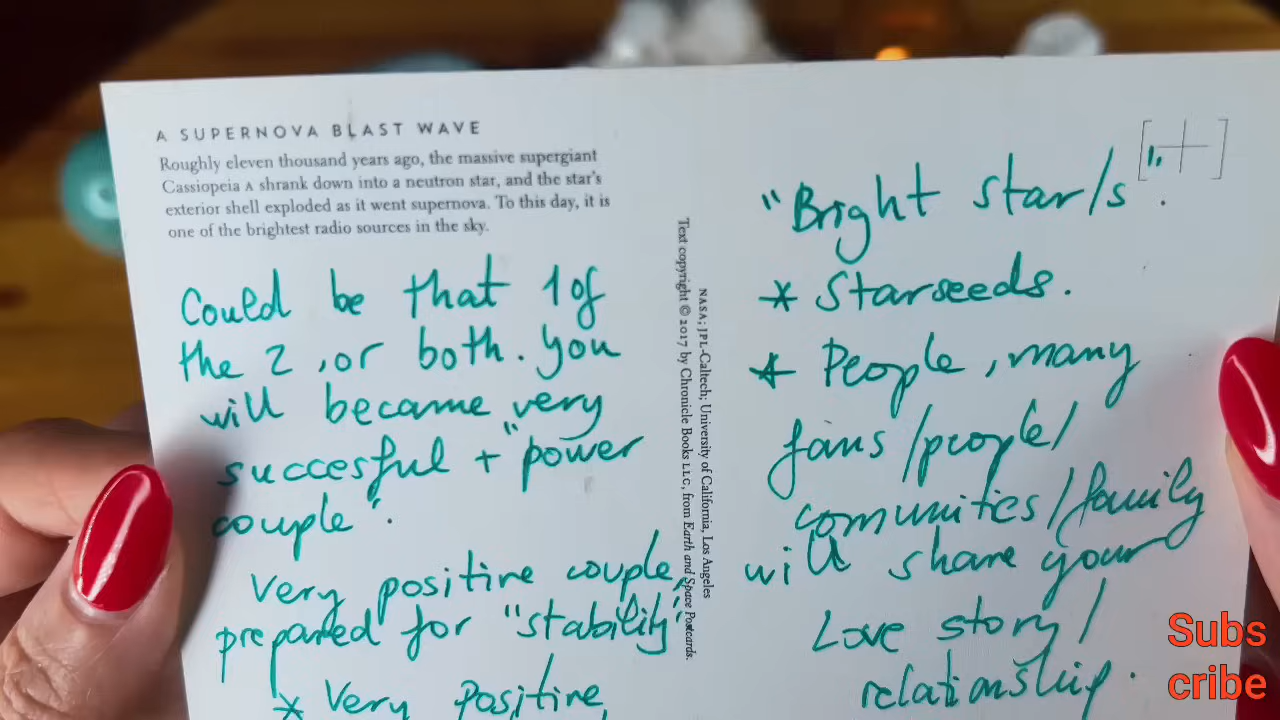 A SUPERNOVA BLAST WAVE
Roughly eleven thousand years ago, the massive supergiant
Cassiopeia A shrank down into a neutron star, and the star's
exterior shell exploded as it went supernova. To this day, it is
one of the brightest radio sources in the sky.
Could be that 1 of
the 2, or both. You
will became very
succesful + "power
couple".
Very positive couple,
prepared for "stability".
* Very positive,
Text copyright © 2017 by Chronicle Books LLC, from Earth and Space Postcards.
NASA; JPL-Caltech; University of California, Los Angeles
1.
"Bright star/s".
* Starseeds.
* People, many
fans/people/
comunities/family
will share your
Love story/
relationship.
Subs
cribe